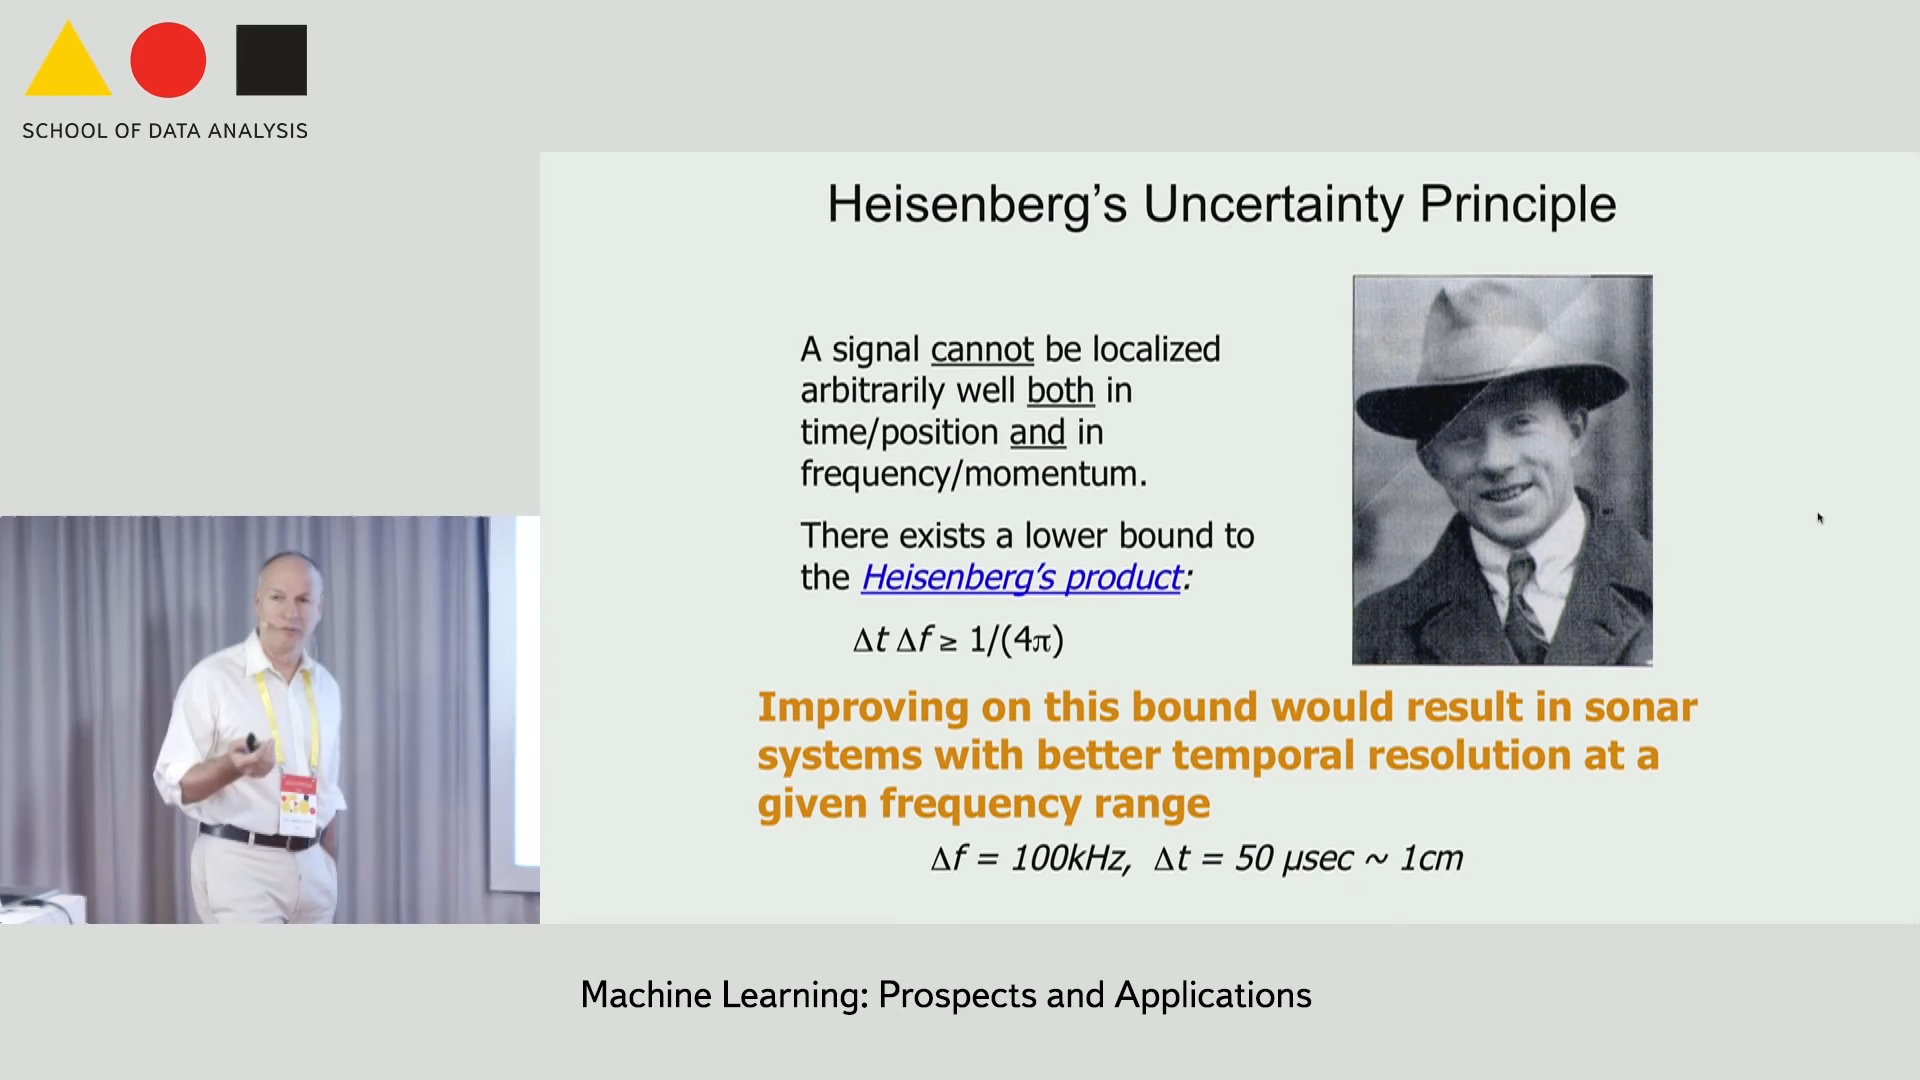 SCHOOL OF DATA ANALYSIS
Heisenberg’s Uncertainty Principle
A signal cannot be localized
arbitrarily well both in
time/position and in
frequency/momentum.
There exists a lower bound to
the Heisenberg’s product:
Δt Δf ≥ 1/(4π)
Improving on this bound would result in sonar
systems with better temporal resolution at a
given frequency range
Δf = 100kHz, Δt = 50 μsec ~ 1cm
Machine Learning: Prospects and Applications